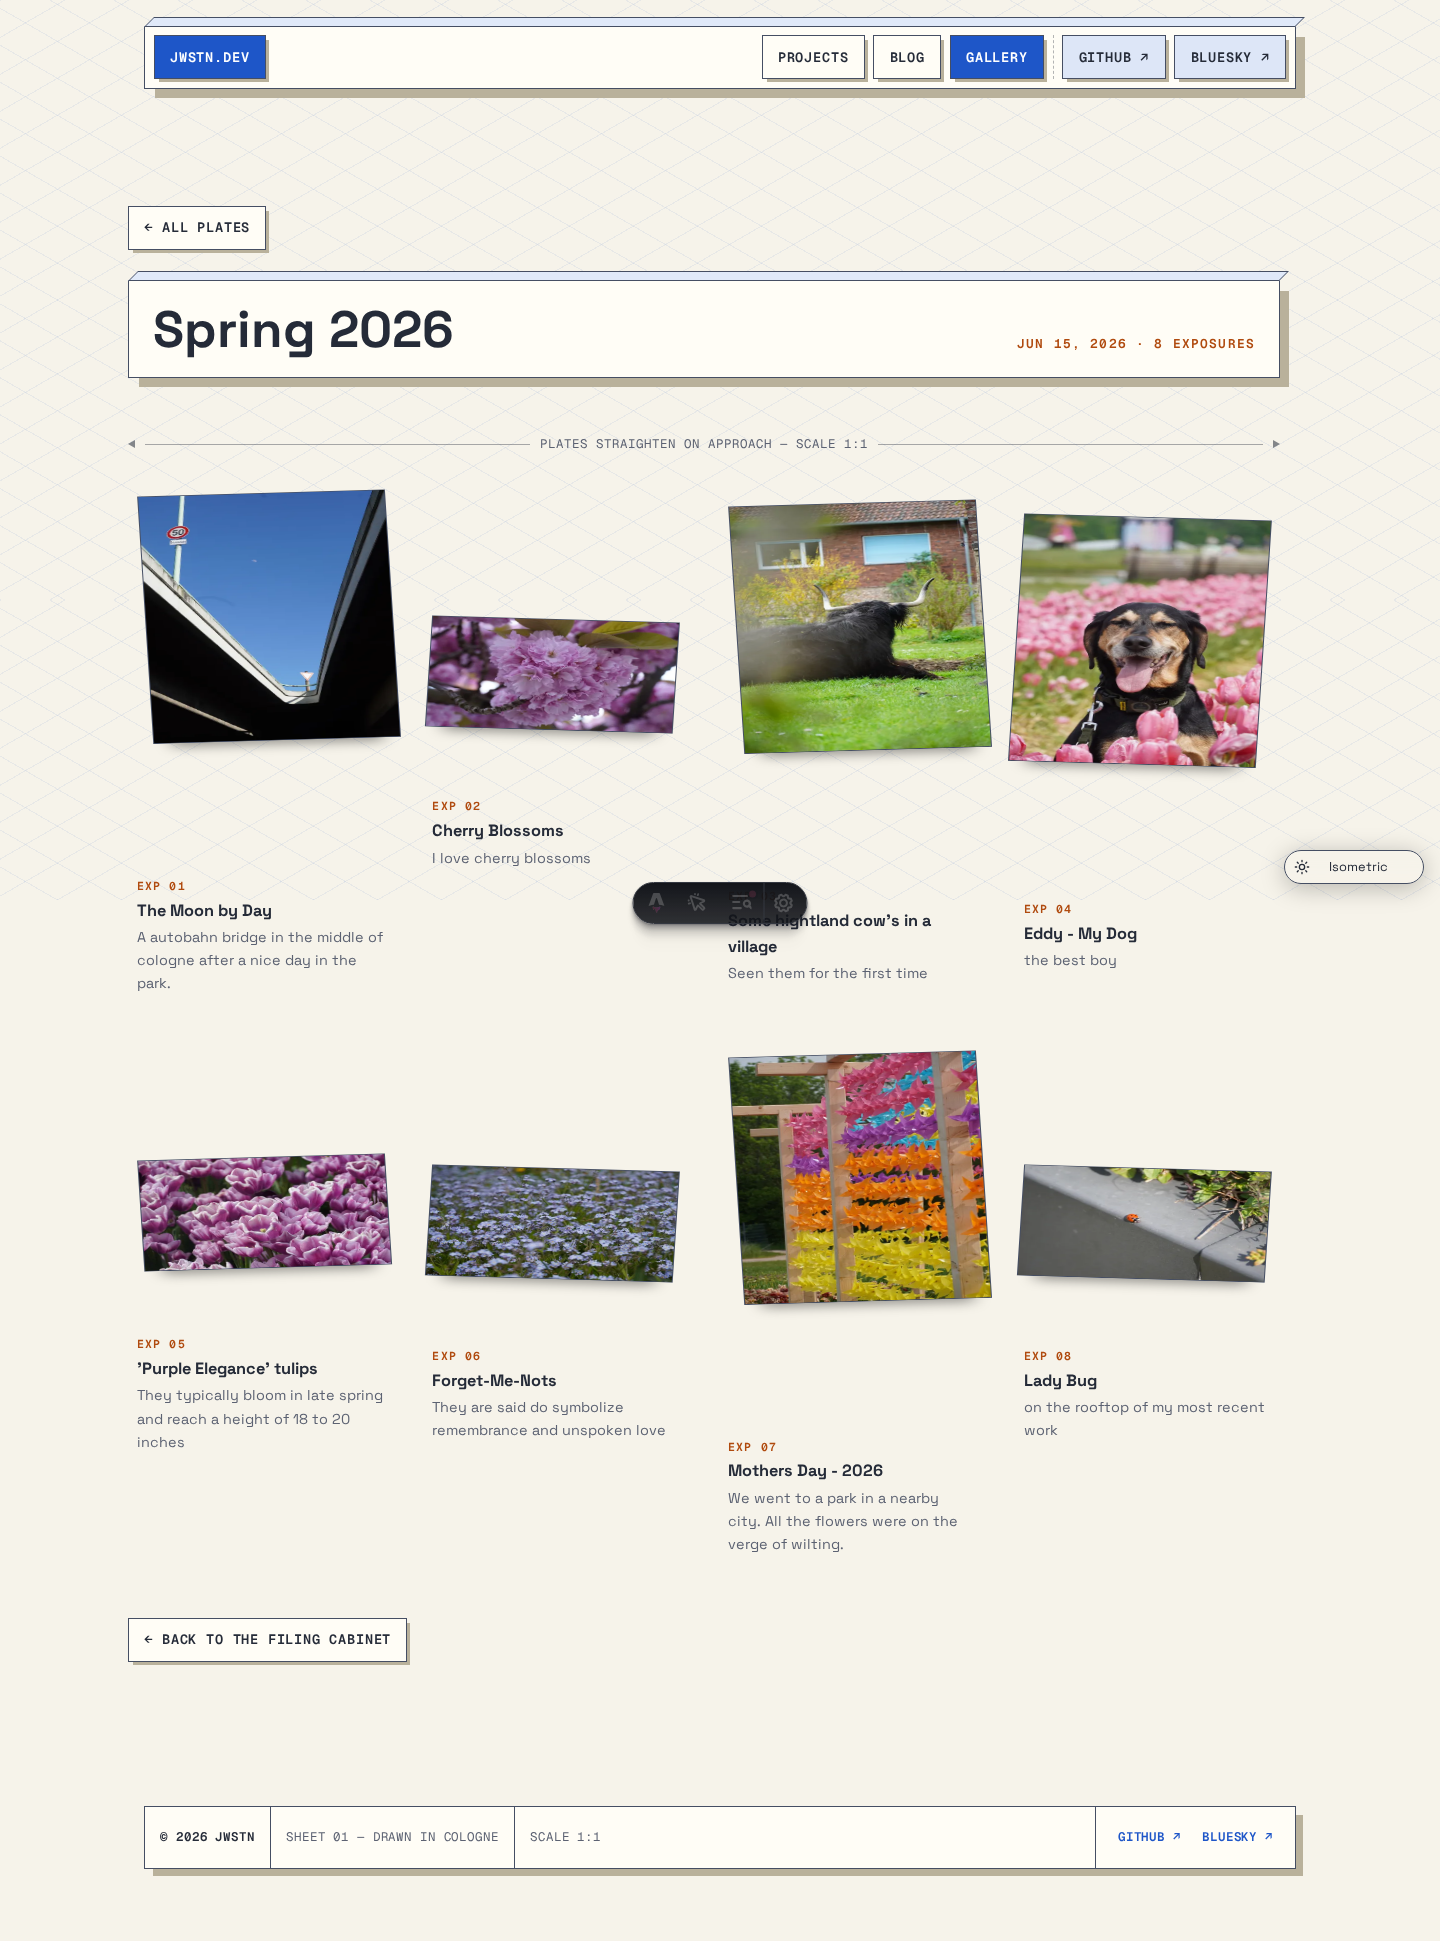 JWSTN.DEV
PROJECTS
BLOG
GALLERY
GITHUB ↗
BLUESKY ↗
← ALL PLATES
Spring 2026
JUN 15, 2026 · 8 EXPOSURES
PLATES STRAIGHTEN ON APPROACH — SCALE 1:1
50
EXP 01
The Moon by Day
A autobahn bridge in the middle of
cologne after a nice day in the
park.
EXP 02
Cherry Blossoms
I love cherry blossoms
Some hightland cow's in a
village
Seen them for the first time
EXP 04
Eddy - My Dog
the best boy
Isometric
EXP 05
'Purple Elegance' tulips
They typically bloom in late spring
and reach a height of 18 to 20
inches
EXP 06
Forget-Me-Nots
They are said do symbolize
remembrance and unspoken love
EXP 07
Mothers Day - 2026
We went to a park in a nearby
city. All the flowers were on the
verge of wilting.
EXP 08
Lady Bug
on the rooftop of my most recent
work
← BACK TO THE FILING CABINET
© 2026 JWSTN
SHEET 01 — DRAWN IN COLOGNE
SCALE 1:1
GITHUB ↗
BLUESKY ↗